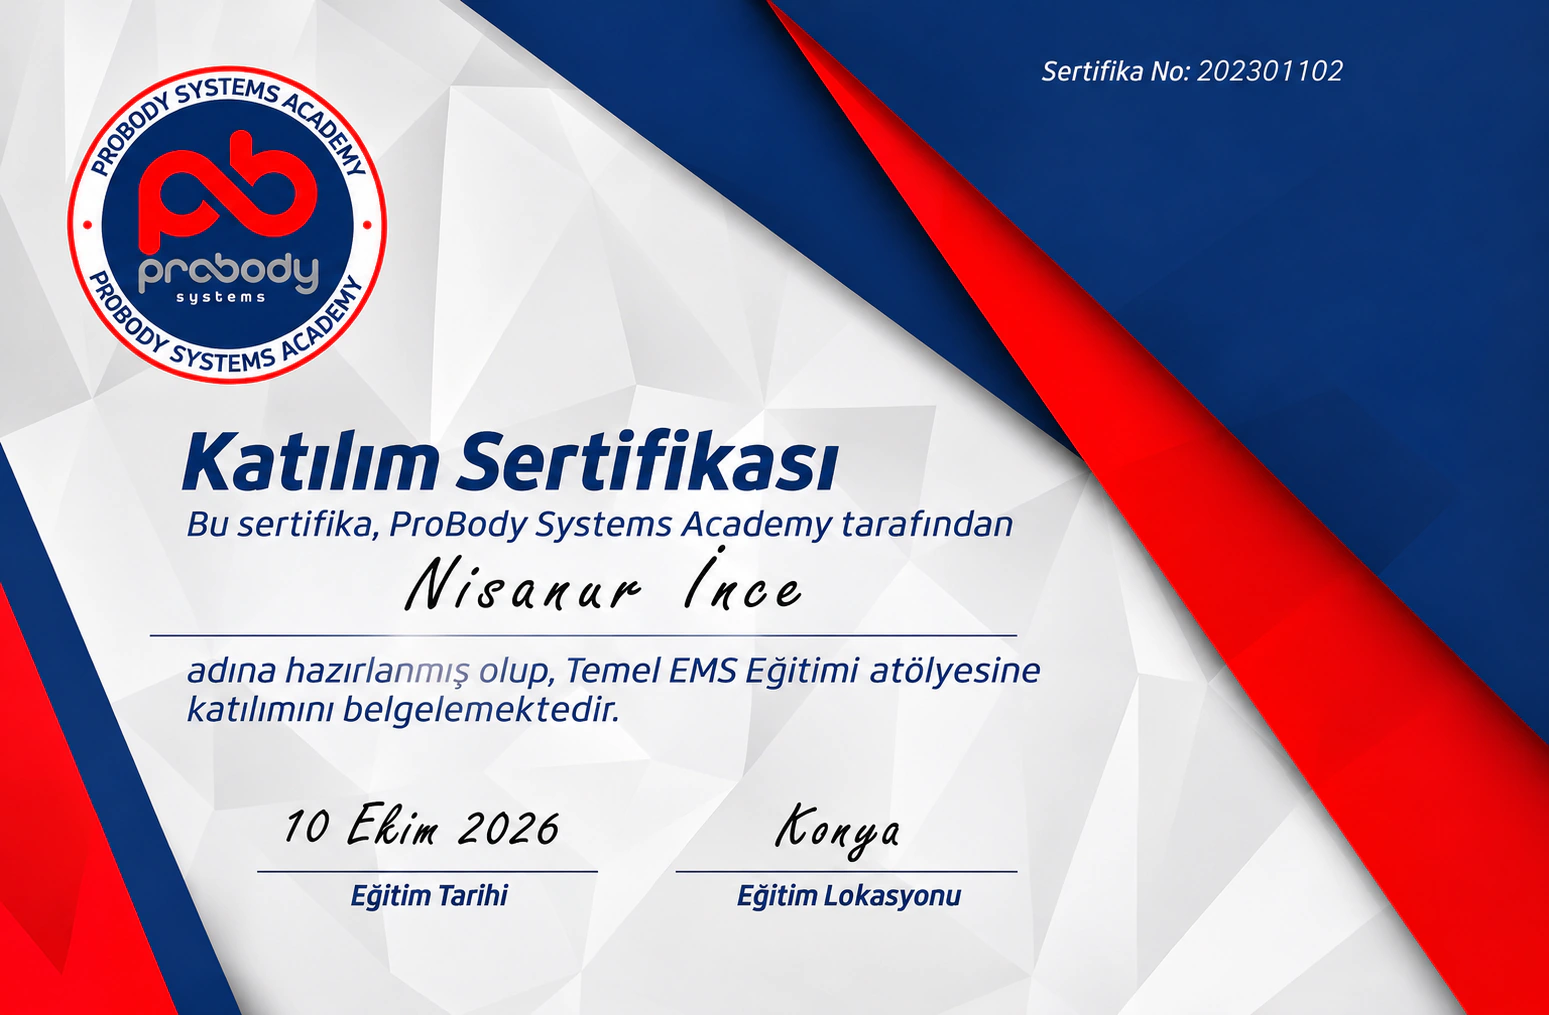 Sertifika No: 202301102
PROBODY SYSTEMS ACADEMY
probody
systems
PROBODY SYSTEMS ACADEMY
Katılım Sertifikası
Bu sertifika, ProBody Systems Academy tarafından
Nisanur İnce
adına hazırlanmış olup, Temel EMS Eğitimi atölyesine
katılımını belgelemektedir.
10 Ekim 2026
Konya
Eğitim Tarihi
Eğitim Lokasyonu